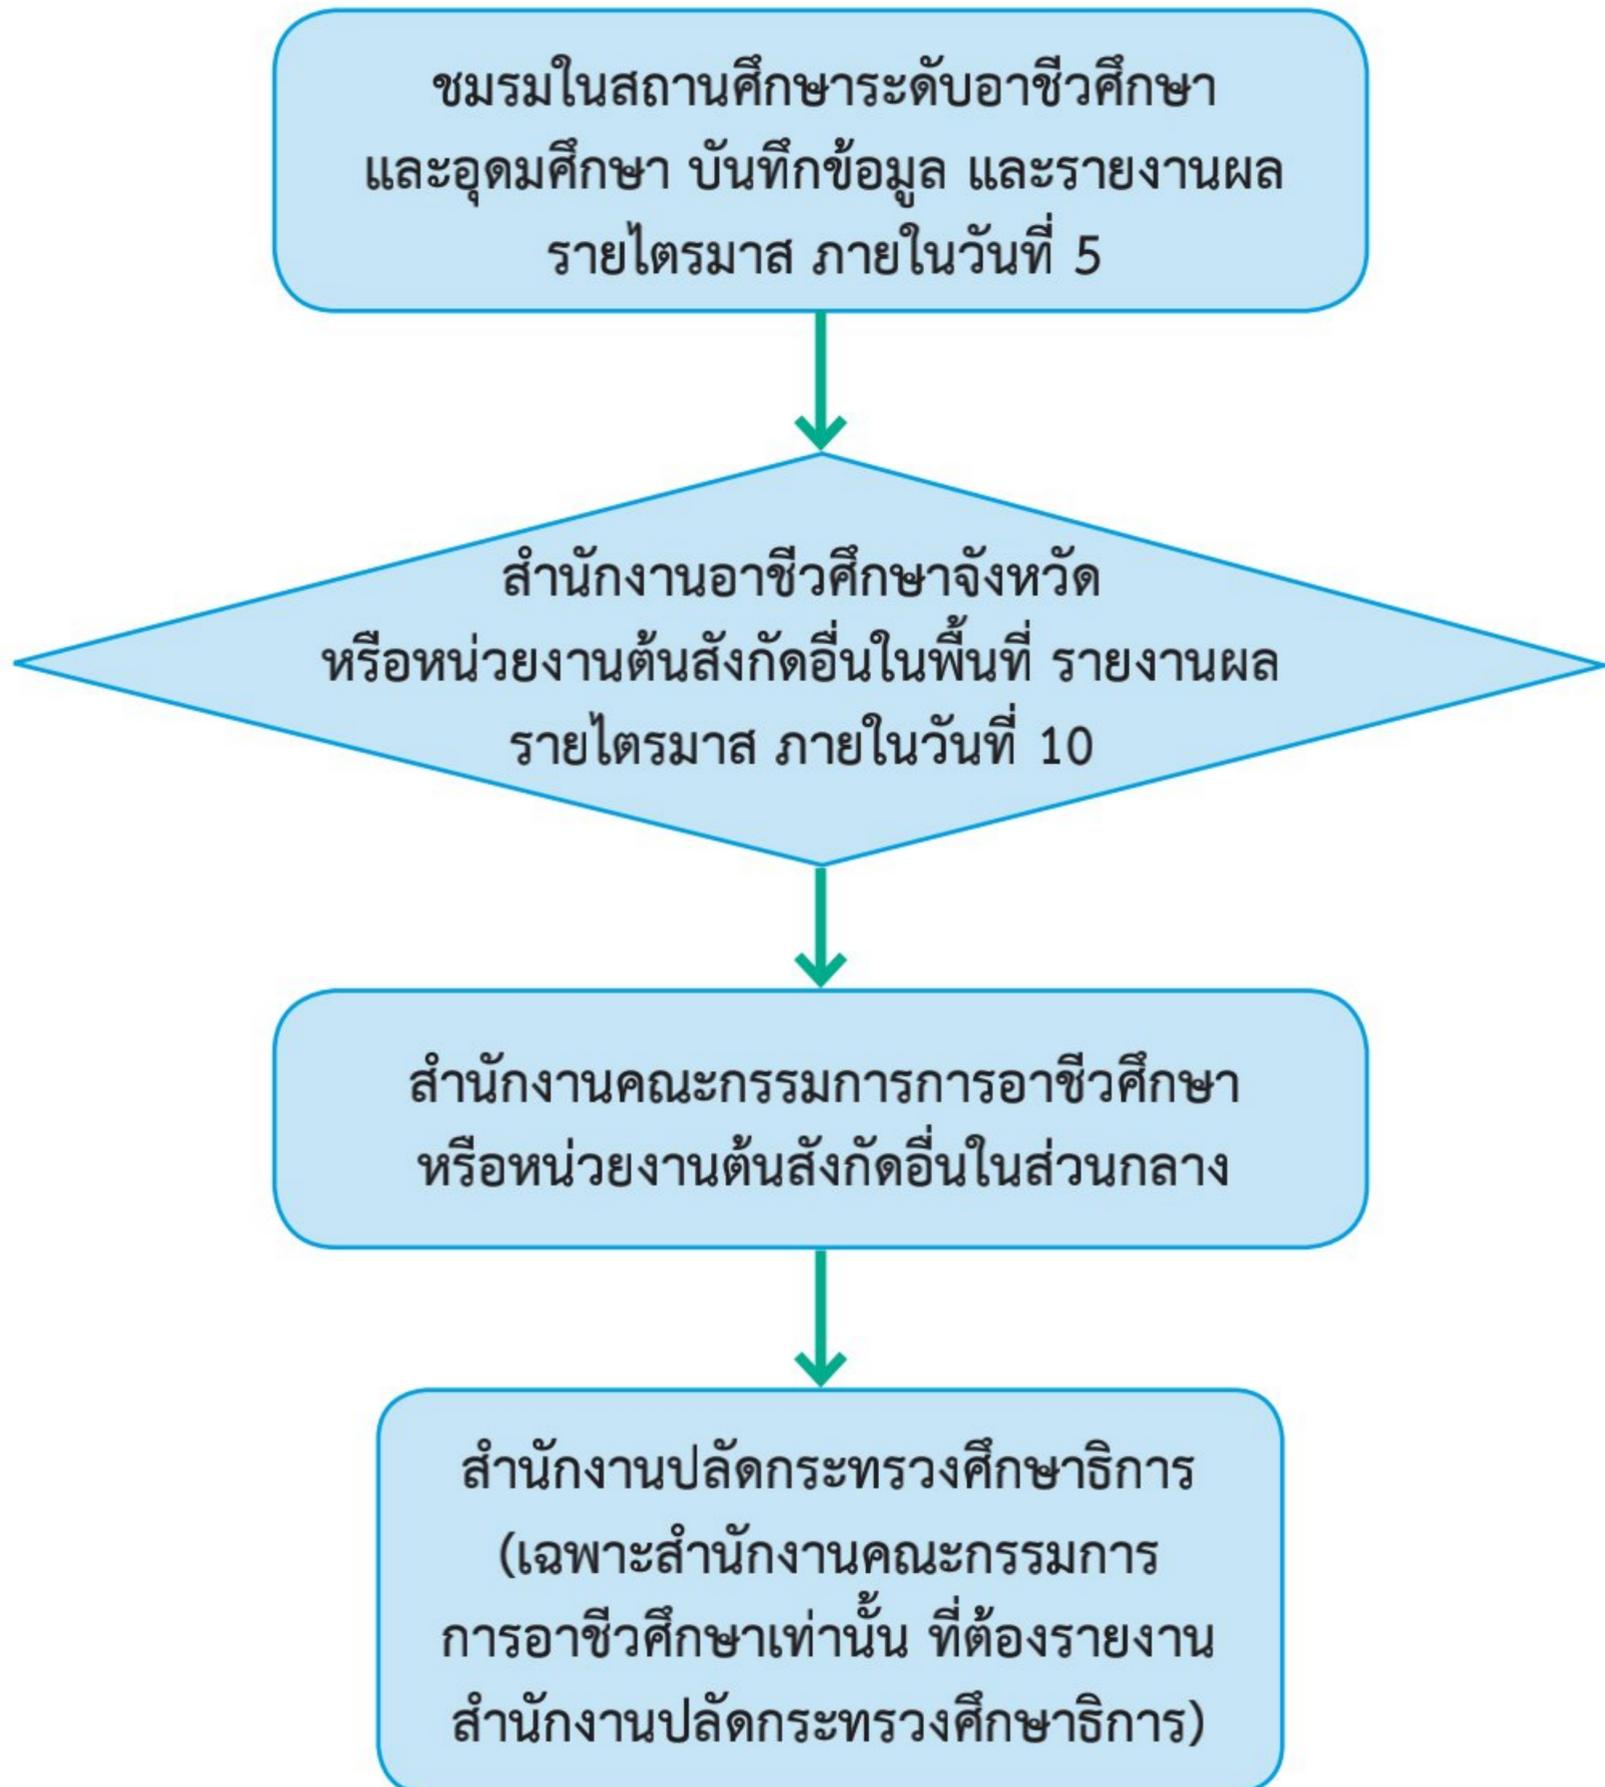 ชมรมในสถานศึกษาระดับอาชีวศึกษา
และอุดมศึกษา บันทึกข้อมูล และรายงานผล
รายไตรมาส ภายในวันที่ 5
สำนักงานอาชีวศึกษาจังหวัด
หรือหน่วยงานต้นสังกัดอื่นในพื้นที่ รายงานผล
รายไตรมาส ภายในวันที่ 10
สำนักงานคณะกรรมการการอาชีวศึกษา
หรือหน่วยงานต้นสังกัดอื่นในส่วนกลาง
สำนักงานปลัดกระทรวงศึกษาธิการ
(เฉพาะสำนักงานคณะกรรมการ
การอาชีวศึกษาเท่านั้น ที่ต้องรายงาน
สำนักงานปลัดกระทรวงศึกษาธิการ)